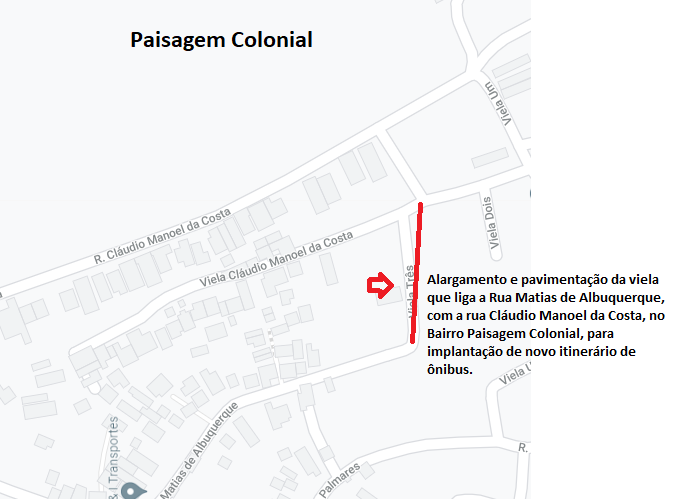 Paisagem Colonial
Viela Um
R. Cláudio Manoel da Costa
Viela Dois
Viela Cláudio Manoel da Costa
Viela Três
Alargamento e pavimentação da viela
que liga a Rua Matias de Albuquerque,
com a rua Cláudio Manoel da Costa, no
Bairro Paisagem Colonial, para
implantação de novo itinerário de
ônibus.
Viela U
Matias de Albuquerque
& I Transportes
R.
Palmares